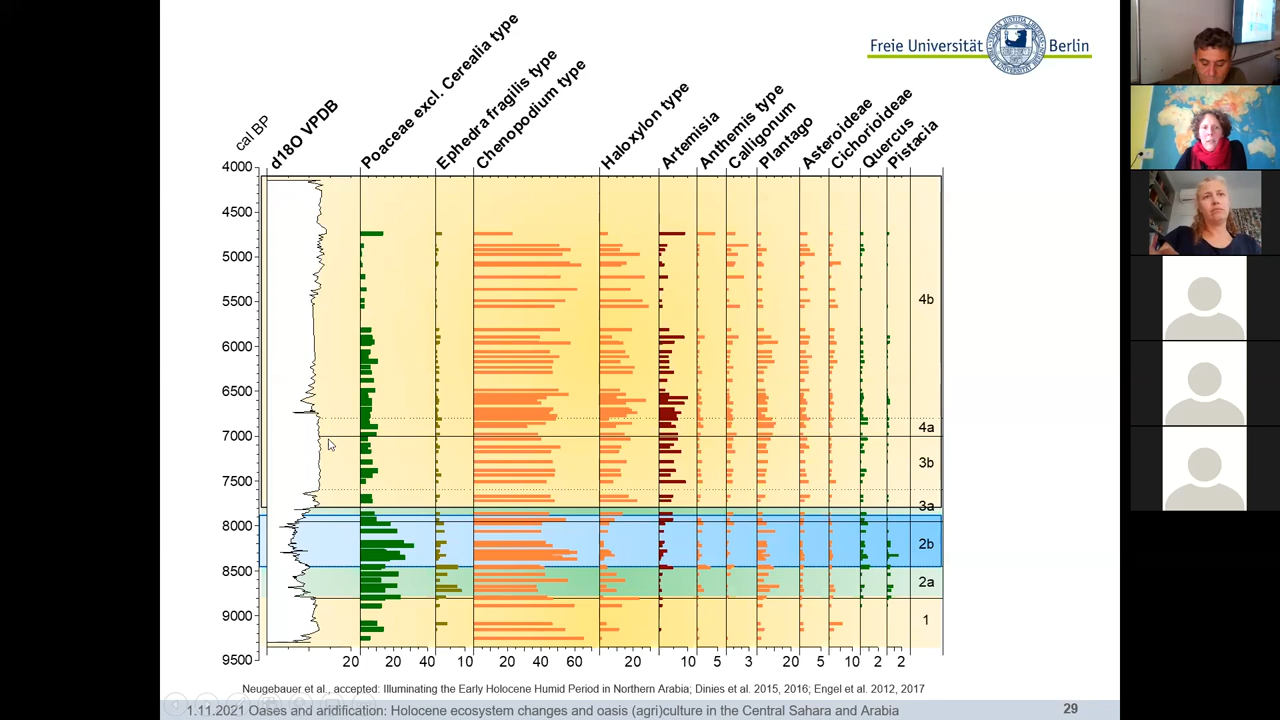 Freie Universität Berlin
cal BP
d18O VPDB
Poaceae excl. Cerealia type
Ephedra fragilis type
Chenopodium type
Haloxylon type
Artemisia
Anthemis type
Calligonum
Plantago
Asteroideae
Cichorioideae
Quercus
Pistacia
4000
4500
5000
5500
6000
6500
7000
7500
8000
8500
9000
9500
4b
4a
3b
3a
2b
2a
1
20 20 40 10 20 40 60 20 10 5 3 20 5 10 2 2
Neugebauer et al., accepted: Illuminating the Early Holocene Humid Period in Northern Arabia; Dinies et al. 2015, 2016; Engel et al. 2012, 2017
1.11.2021 Oases and aridification: Holocene ecosystem changes and oasis (agri)culture in the Central Sahara and Arabia
29